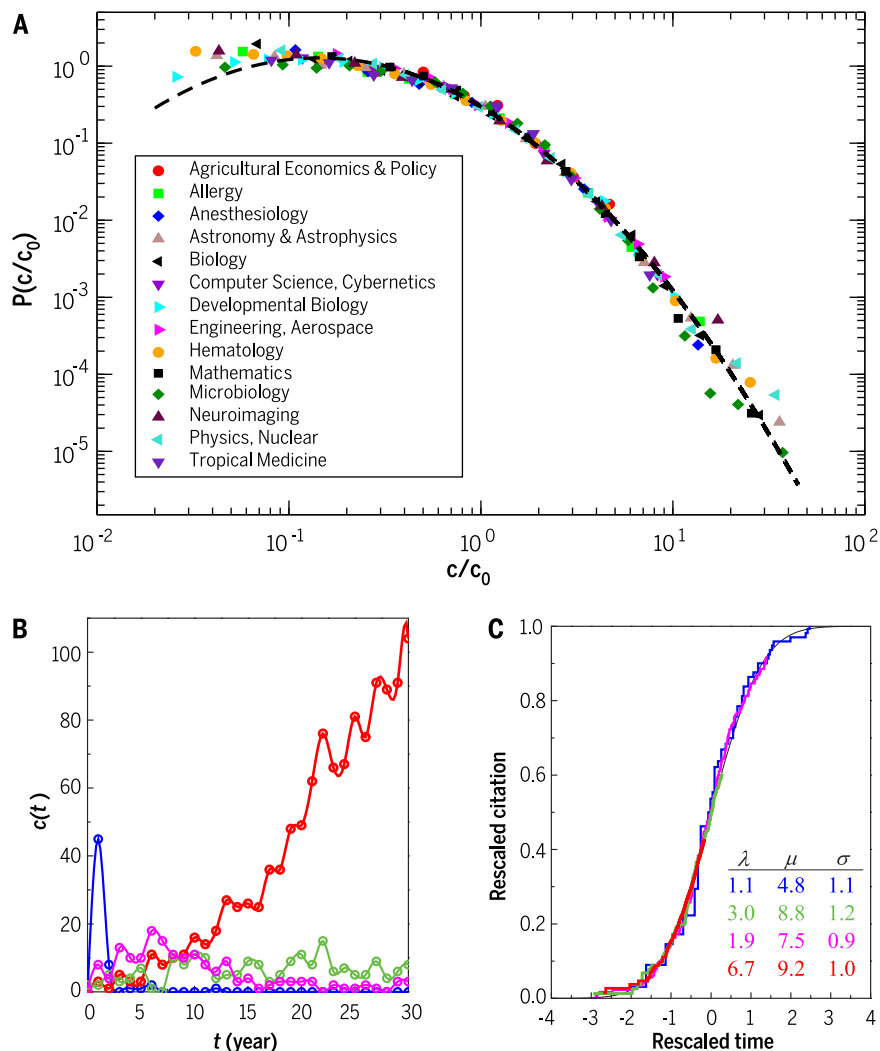 A
10^1
10^0
10^-1
10^-2
10^-3
10^-4
10^-5
P(c/c_0)
Agricultural Economics & Policy
Allergy
Anesthesiology
Astronomy & Astrophysics
Biology
Computer Science, Cybernetics
Developmental Biology
Engineering, Aerospace
Hematology
Mathematics
Microbiology
Neuroimaging
Physics, Nuclear
Tropical Medicine
10^-2 10^-1 10^0 10^1 10^2
c/c_0
B
100
80
60
40
20
0
c(t)
0 5 10 15 20 25 30
t (year)
C
1.0
0.8
0.6
0.4
0.2
0.0
Rescaled citation
λ μ σ
1.1 4.8 1.1
3.0 8.8 1.2
1.9 7.5 0.9
6.7 9.2 1.0
-4 -3 -2 -1 0 1 2 3 4
Rescaled time